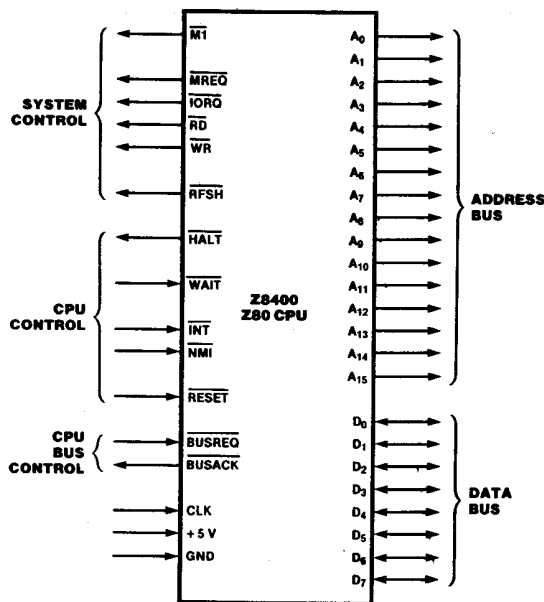 SYSTEM
CONTROL
M1
MREQ
IORQ
RD
WR
RFSH
CPU
CONTROL
HALT
WAIT
INT
NMI
RESET
CPU
BUS
CONTROL
BUSREQ
BUSACK
CLK
+5 V
GND
Z8400
Z80 CPU
A0
A1
A2
A3
A4
A5
A6
A7
A8
A9
A10
A11
A12
A13
A14
A15
ADDRESS
BUS
D0
D1
D2
D3
D4
D5
D6
D7
DATA
BUS